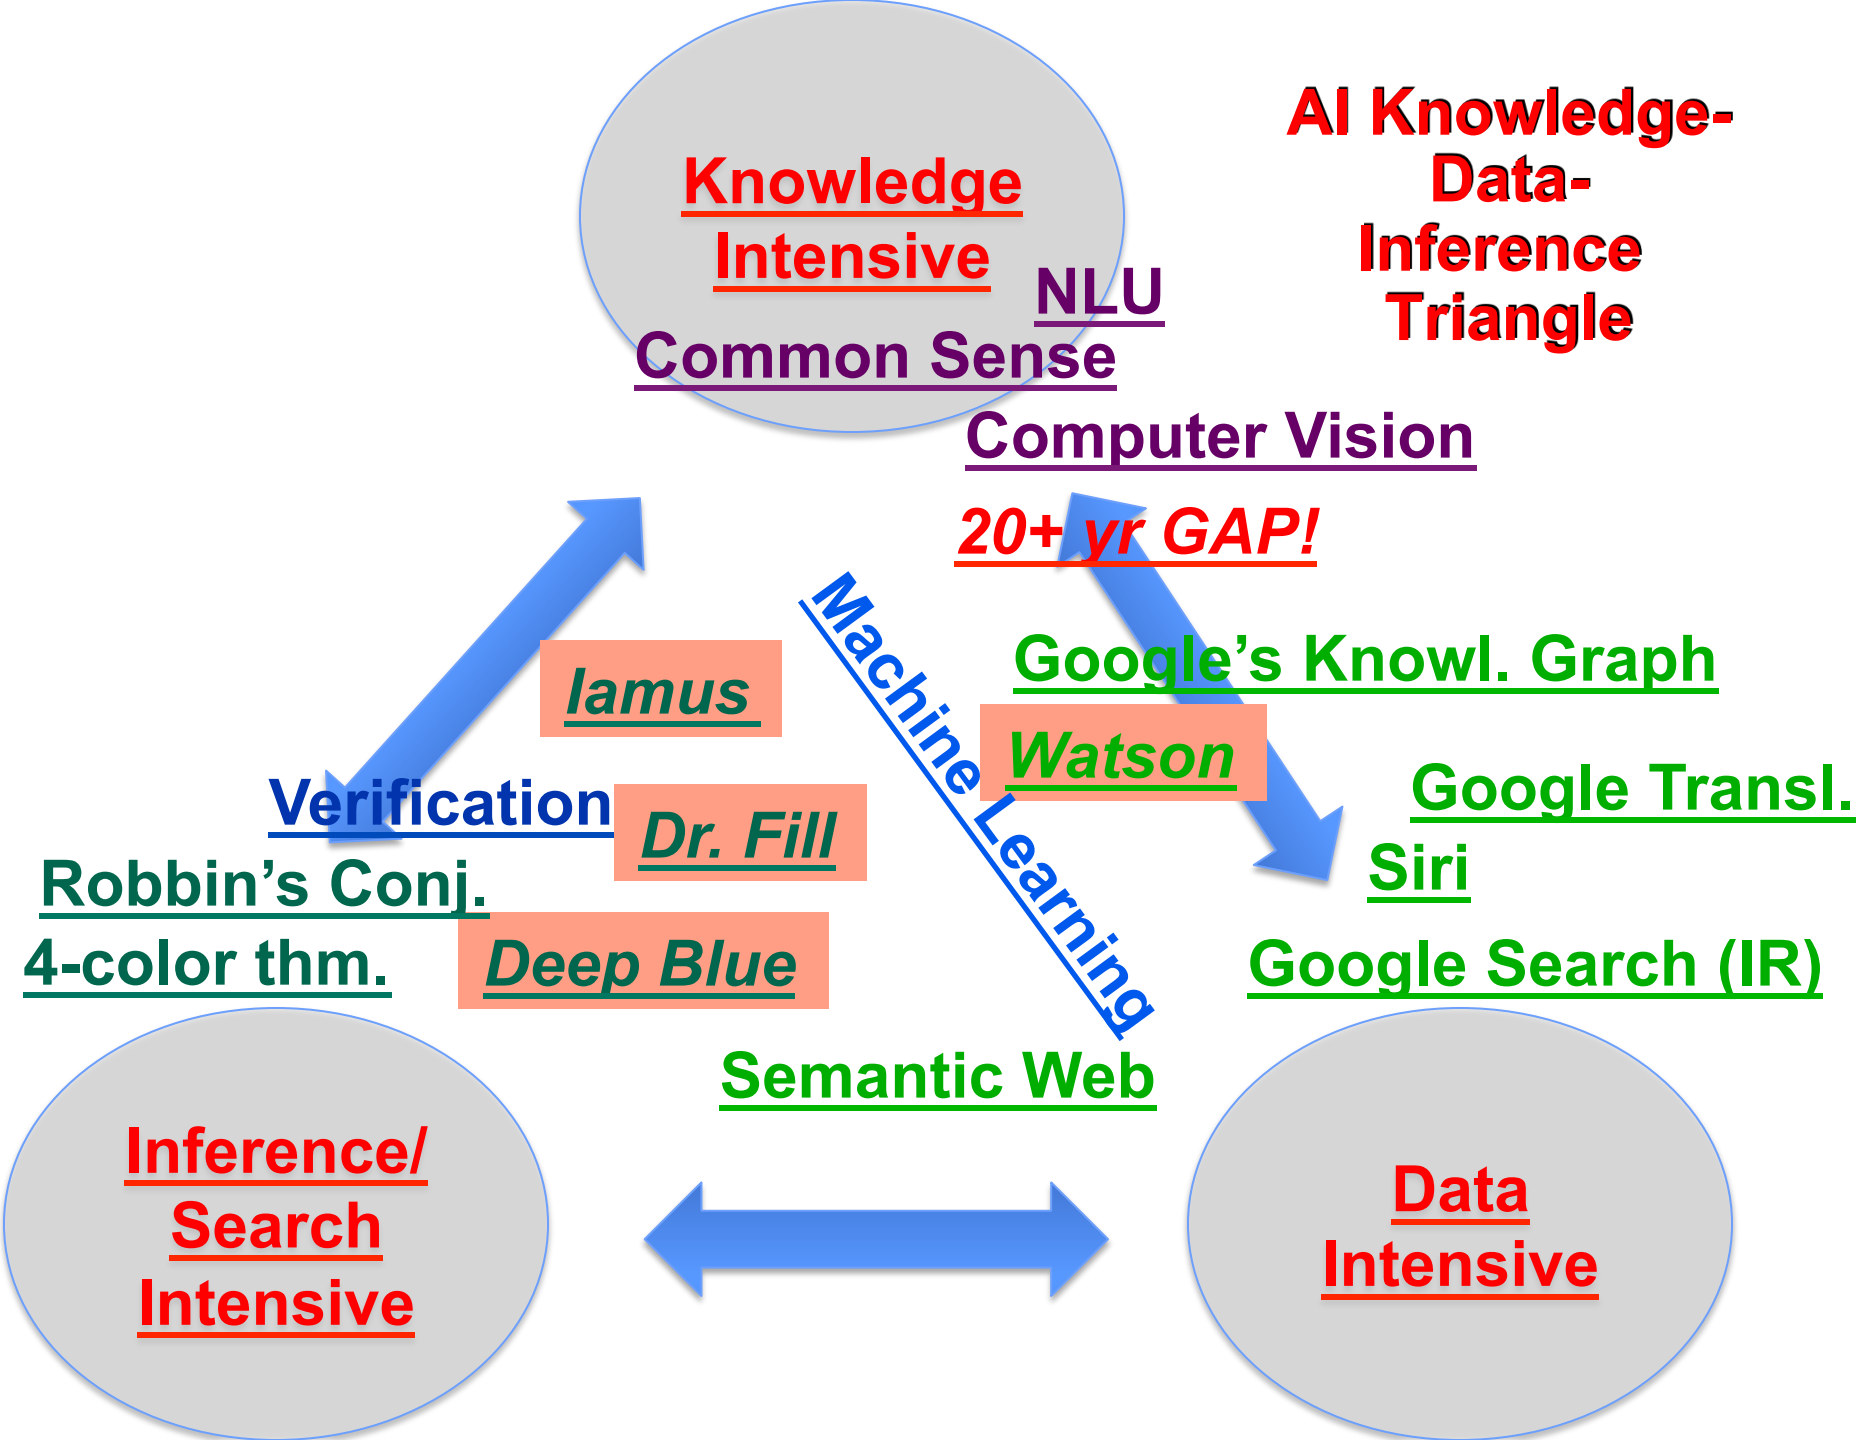 AI Knowledge-
Data-
Inference
Triangle
Knowledge
Intensive
NLU
Common Sense
Computer Vision
20+ yr GAP!
Machine Learning
Iamus
Google’s Knowl. Graph
Watson
Verification
Dr. Fill
Google Transl.
Robbin’s Conj.
Siri
4-color thm.
Deep Blue
Google Search (IR)
Semantic Web
Inference/
Search
Intensive
Data
Intensive